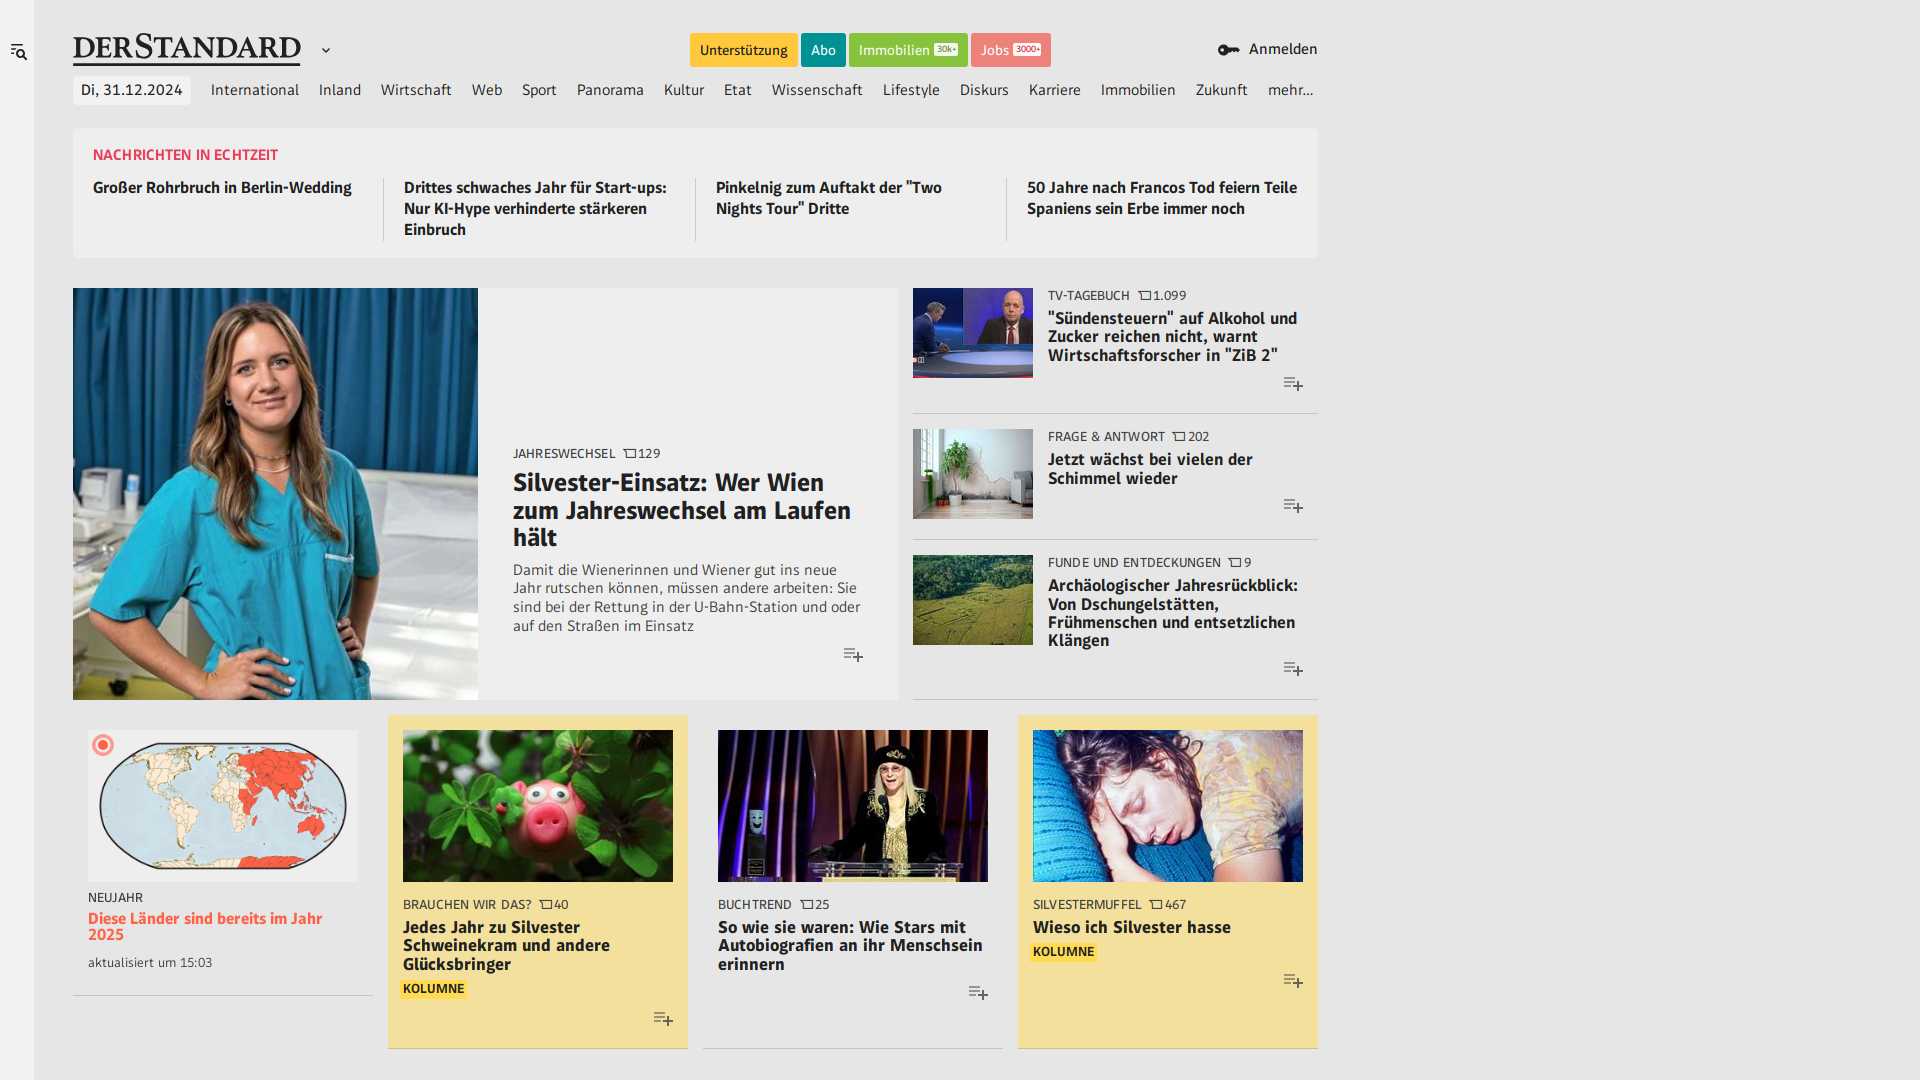 DERSTANDARD
Unterstützung
Abo
Immobilien 30k+
Jobs 3000+
Anmelden
Di, 31.12.2024
International
Inland
Wirtschaft
Web
Sport
Panorama
Kultur
Etat
Wissenschaft
Lifestyle
Diskurs
Karriere
Immobilien
Zukunft
mehr...
NACHRICHTEN IN ECHTZEIT
Großer Rohrbruch in Berlin-Wedding
Drittes schwaches Jahr für Start-ups:
Nur KI-Hype verhinderte stärkeren
Einbruch
Pinkelnig zum Auftakt der "Two
Nights Tour" Dritte
50 Jahre nach Francos Tod feiern Teile
Spaniens sein Erbe immer noch
JAHRESWECHSEL 129
Silvester-Einsatz: Wer Wien
zum Jahreswechsel am Laufen
hält
Damit die Wienerinnen und Wiener gut ins neue
Jahr rutschen können, müssen andere arbeiten: Sie
sind bei der Rettung in der U-Bahn-Station und oder
auf den Straßen im Einsatz
TV-TAGEBUCH 1.099
"Sündensteuern" auf Alkohol und
Zucker reichen nicht, warnt
Wirtschaftsforscher in "ZiB 2"
FRAGE & ANTWORT 202
Jetzt wächst bei vielen der
Schimmel wieder
FUNDE UND ENTDECKUNGEN 9
Archäologischer Jahresrückblick:
Von Dschungelstätten,
Frühmenschen und entsetzlichen
Klängen
NEUJAHR
Diese Länder sind bereits im Jahr
2025
aktualisiert um 15:03
BRAUCHEN WIR DAS? 40
Jedes Jahr zu Silvester
Schweinekram und andere
Glücksbringer
KOLUMNE
BUCHTREND 25
So wie sie waren: Wie Stars mit
Autobiografien an ihr Menschsein
erinnern
SILVESTERMUFFEL 467
Wieso ich Silvester hasse
KOLUMNE